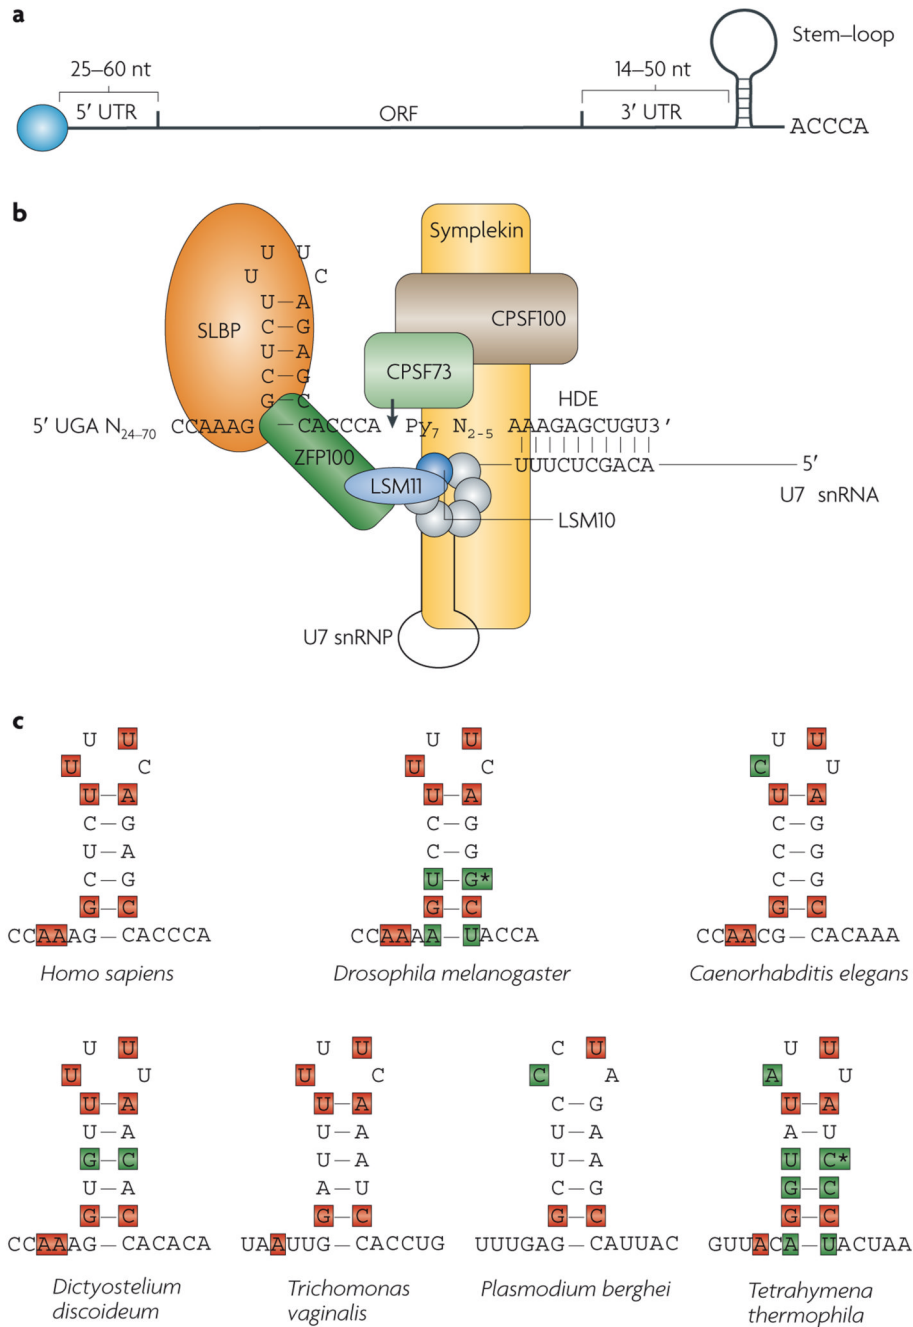 a
Stem–loop
25–60 nt
14–50 nt
5′ UTR
ORF
3′ UTR
ACCCA
b
Symplekin
U U
U C
U–A
SLBP
C–G
CPSF100
U–A
CPSF73
C–G
G–C
HDE
5′ UGA N24–70 CCAAAG–CACCCA Py7 N2-5 AAAGAGCUGU3′
ZFP100
UUUCUCGACA
5′
LSM11
U7 snRNA
LSM10
U7 snRNP
c
U U
U C
U–A
C–G
U–A
C–G
G–C
CCAAAG–CACCCA
Homo sapiens
U U
U C
U–A
C–G
C–G
U–G*
G–C
CCAAAA–UACCA
Drosophila melanogaster
U U
C U
U–A
C–G
C–G
C–G
G–C
CCAACG–CACAAA
Caenorhabditis elegans
U U
U U
U–A
U–A
G–C
U–A
G–C
CCAAAG–CACACA
Dictyostelium
discoideum
U U
U C
U–A
U–A
U–A
A–U
G–C
UAAUUG–CACCUG
Trichomonas
vaginalis
C U
C A
C–G
U–A
U–A
C–G
G–C
UUUGAG–CAUUAC
Plasmodium berghei
U U
A U
U–A
A–U
U–C*
G–C
G–C
GUUACA–UACUAA
Tetrahymena
thermophila